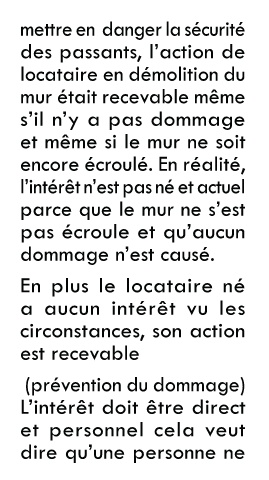 mettre en danger la sécurité
des passants, l'action de
locataire en démolition du
mur était recevable même
s'il n'y a pas dommage
et même si le mur ne soit
encore écroulé. En réalité,
l'intérêt n'est pas né et actuel
parce que le mur ne s'est
pas écroule et qu'aucun
dommage n'est causé.
En plus le locataire né
a aucun intérêt vu les
circonstances, son action
est recevable
(prévention du dommage)
L'intérêt doit être direct
et personnel cela veut
dire qu'une personne ne